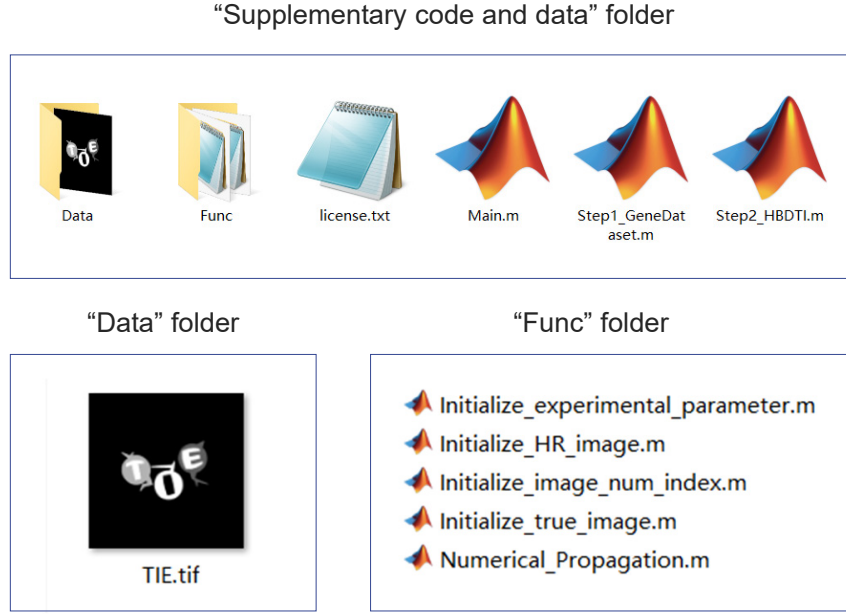 “Supplementary code and data” folder
Data
Func
license.txt
Main.m
Step1_GeneDat
aset.m
Step2_HBDTI.m
“Data” folder
“Func” folder
T O E
TIE.tif
Initialize_experimental_parameter.m
Initialize_HR_image.m
Initialize_image_num_index.m
Initialize_true_image.m
Numerical_Propagation.m